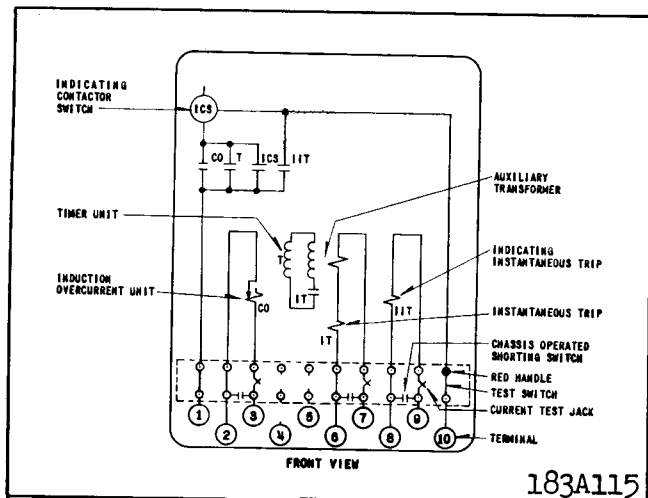 INDICATING
CONTACTOR
SWITCH
ICS
CO T ICS IIT
AUXILIARY
TRANSFORMER
TIMER UNIT
T
INDICATING
INSTANTANEOUS TRIP
INDUCTION
OVERCURRENT UNIT
CO
IT
IIT
INSTANTANEOUS TRIP
IT
CHASSIS OPERATED
SHORTING SWITCH
RED HANDLE
TEST SWITCH
CURRENT TEST JACK
1 3 5 7 9
2 4 6 8 10
TERMINAL
FRONT VIEW
183A115